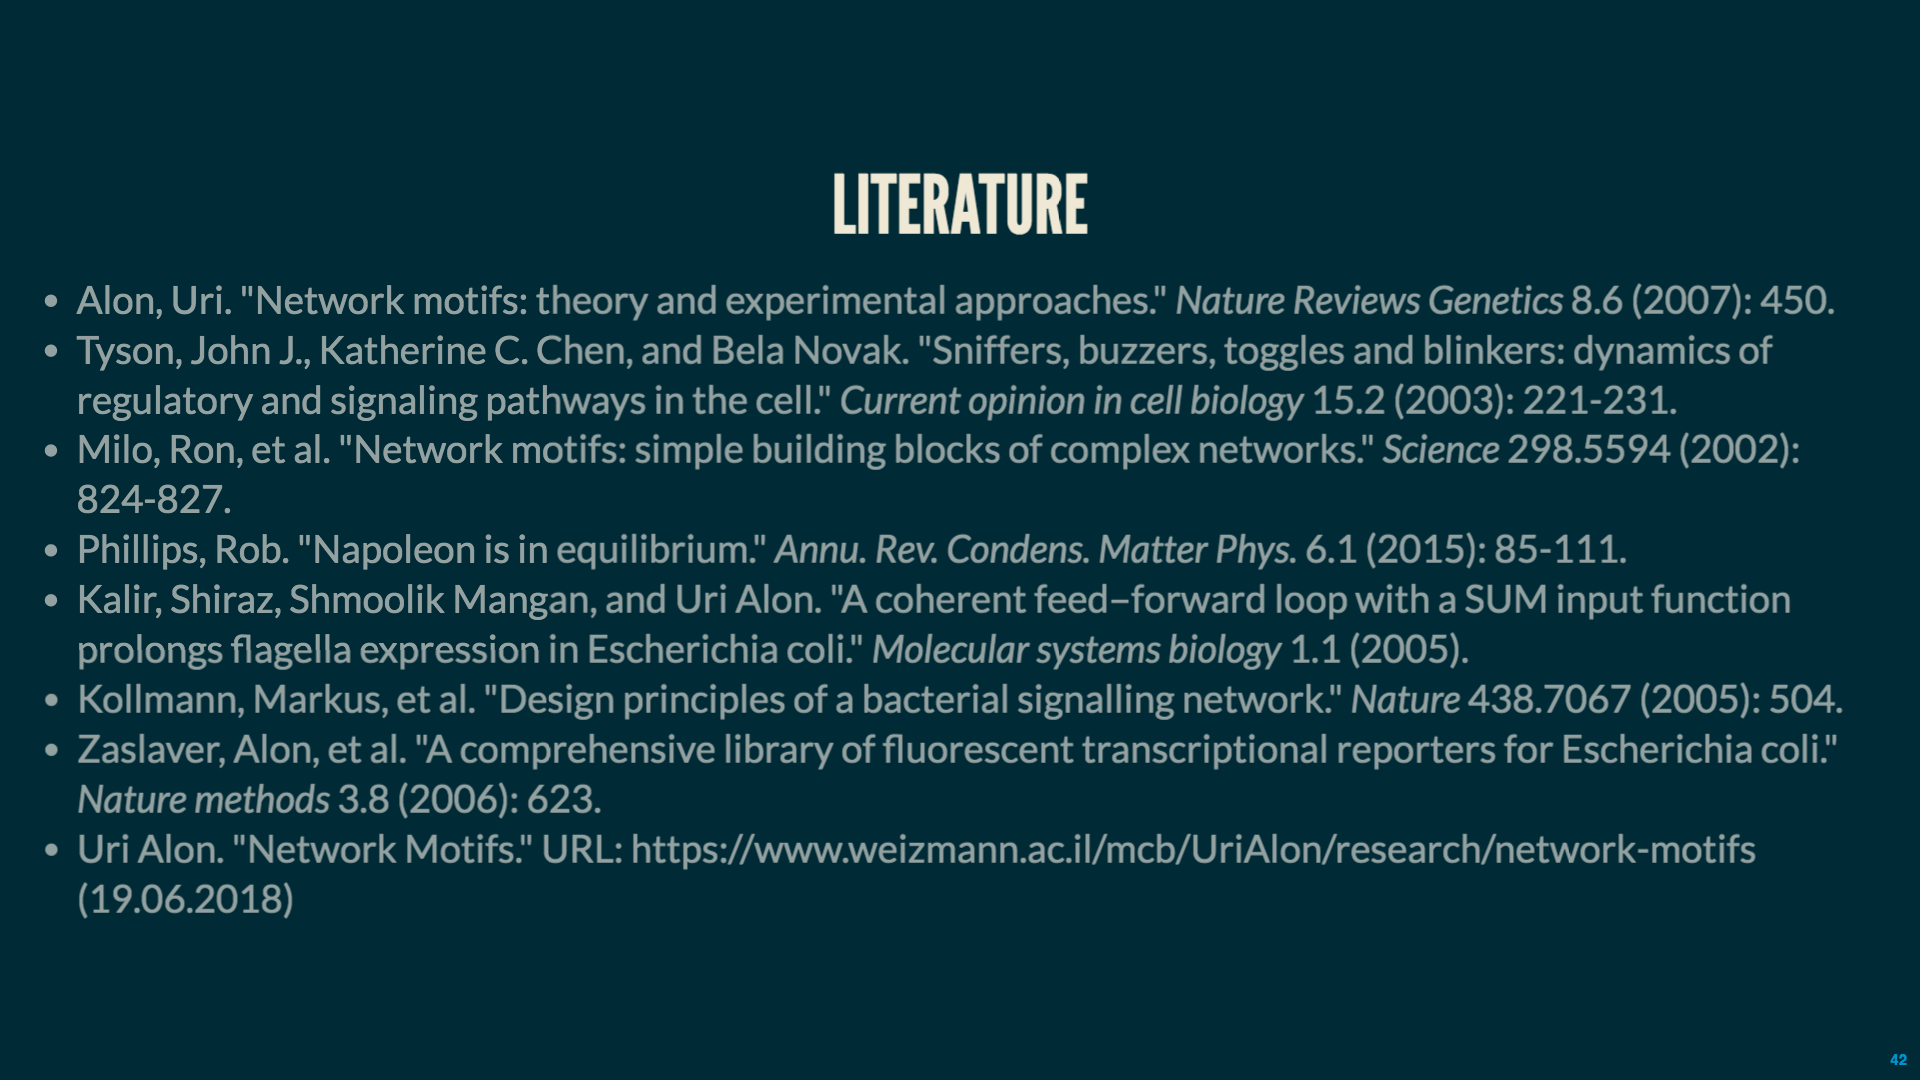 LITERATURE
• Alon, Uri. "Network motifs: theory and experimental approaches." Nature Reviews Genetics 8.6 (2007): 450.
• Tyson, John J., Katherine C. Chen, and Bela Novak. "Sniffers, buzzers, toggles and blinkers: dynamics of
regulatory and signaling pathways in the cell." Current opinion in cell biology 15.2 (2003): 221-231.
• Milo, Ron, et al. "Network motifs: simple building blocks of complex networks." Science 298.5594 (2002):
824-827.
• Phillips, Rob. "Napoleon is in equilibrium." Annu. Rev. Condens. Matter Phys. 6.1 (2015): 85-111.
• Kalir, Shiraz, Shmoolik Mangan, and Uri Alon. "A coherent feed–forward loop with a SUM input function
prolongs flagella expression in Escherichia coli." Molecular systems biology 1.1 (2005).
• Kollmann, Markus, et al. "Design principles of a bacterial signalling network." Nature 438.7067 (2005): 504.
• Zaslaver, Alon, et al. "A comprehensive library of fluorescent transcriptional reporters for Escherichia coli."
Nature methods 3.8 (2006): 623.
• Uri Alon. "Network Motifs." URL: https://www.weizmann.ac.il/mcb/UriAlon/research/network-motifs
(19.06.2018)
42